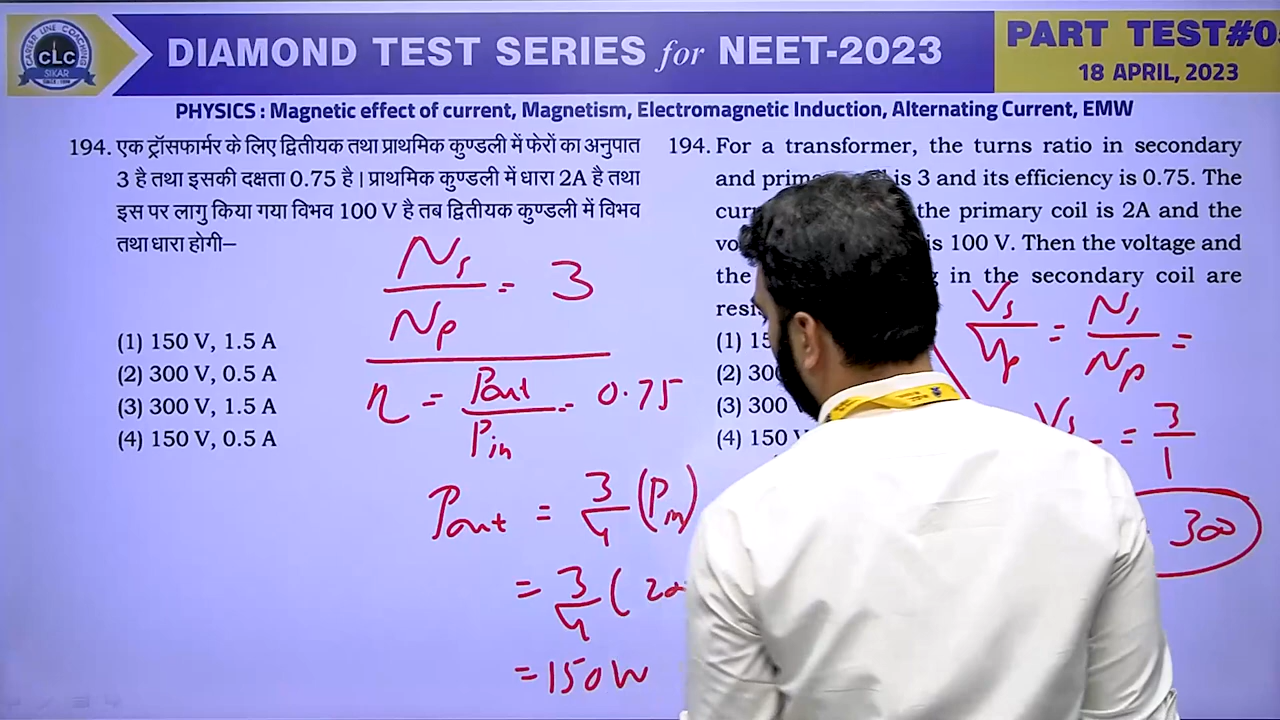 CAREER LINE COACHING
CLC
SIKAR
DIAMOND TEST SERIES for NEET-2023
PART TEST#0
18 APRIL, 2023
PHYSICS : Magnetic effect of current, Magnetism, Electromagnetic Induction, Alternating Current, EMW
194. एक ट्रॉसफार्मर के लिए द्वितीयक तथा प्राथमिक कुण्डली में फेरों का अनुपात
3 है तथा इसकी दक्षता 0.75 है। प्राथमिक कुण्डली में धारा 2A है तथा
इस पर लागु किया गया विभव 100 V है तब द्वितीयक कुण्डली में विभव
तथा धारा होगी–
(1) 150 V, 1.5 A
(2) 300 V, 0.5 A
(3) 300 V, 1.5 A
(4) 150 V, 0.5 A
Ns
Np
= 3
η = Pout
Pin
= 0.75
Pout = 3/4 (Pin)
= 3/4 (
= 150W
194. For a transformer, the turns ratio in secondary
and is 3 and its efficiency is 0.75. The
the primary coil is 2A and the
is 100 V. Then the voltage and
the in the secondary coil are
(1) 15
(2) 300
(3) 300
(4) 150 V
Vs/Vp = Ns/Np =
Vs = 3/1
300